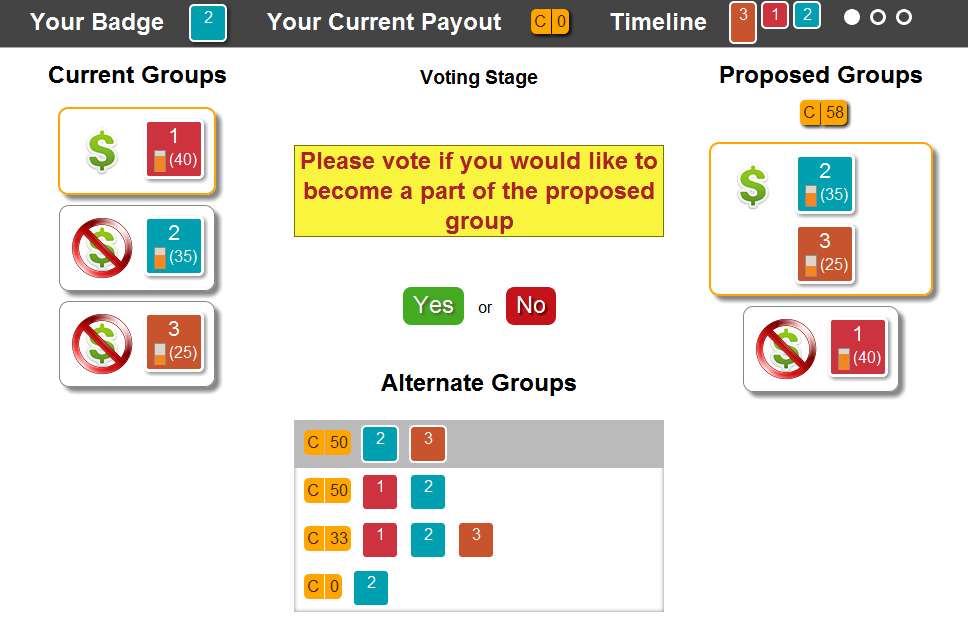 Your Badge 2 Your Current Payout C 0 Timeline 3 1 2
Current Groups
$ 1 (40)
$ 2 (35)
$ 3 (25)
Voting Stage
Please vote if you would like to
become a part of the proposed
group
Yes or No
Alternate Groups
C 50 2 3
C 50 1 2
C 33 1 2 3
C 0 2
Proposed Groups
C 58
$ 2 (35)
3 (25)
$ 1 (40)